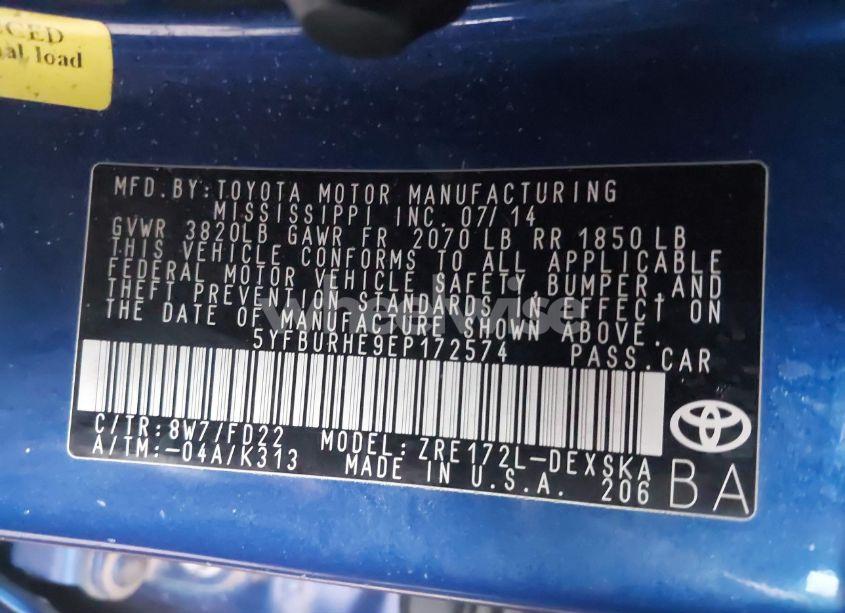 CED
nal load
MFD.BY:TOYOTA MOTOR MANUFACTURING
MISSISSIPPI INC. 07/14
GVWR 3820LB GAWR FR 2070 LB RR 1850 LB
THIS VEHICLE CONFORMS TO ALL APPLICABLE
FEDERAL MOTOR VEHICLE SAFETY, BUMPER, AND
THEFT PREVENTION STANDARDS IN EFFECT ON
THE DATE OF MANUFACTURE SHOWN ABOVE.
5YFBURHE9EP172574 PASS.CAR
C/TR:8W7/FD22 MODEL:ZRE172L-DEXSKA
A/TM:-04A/K313 MADE IN U.S.A. 206 BA
wheelwise